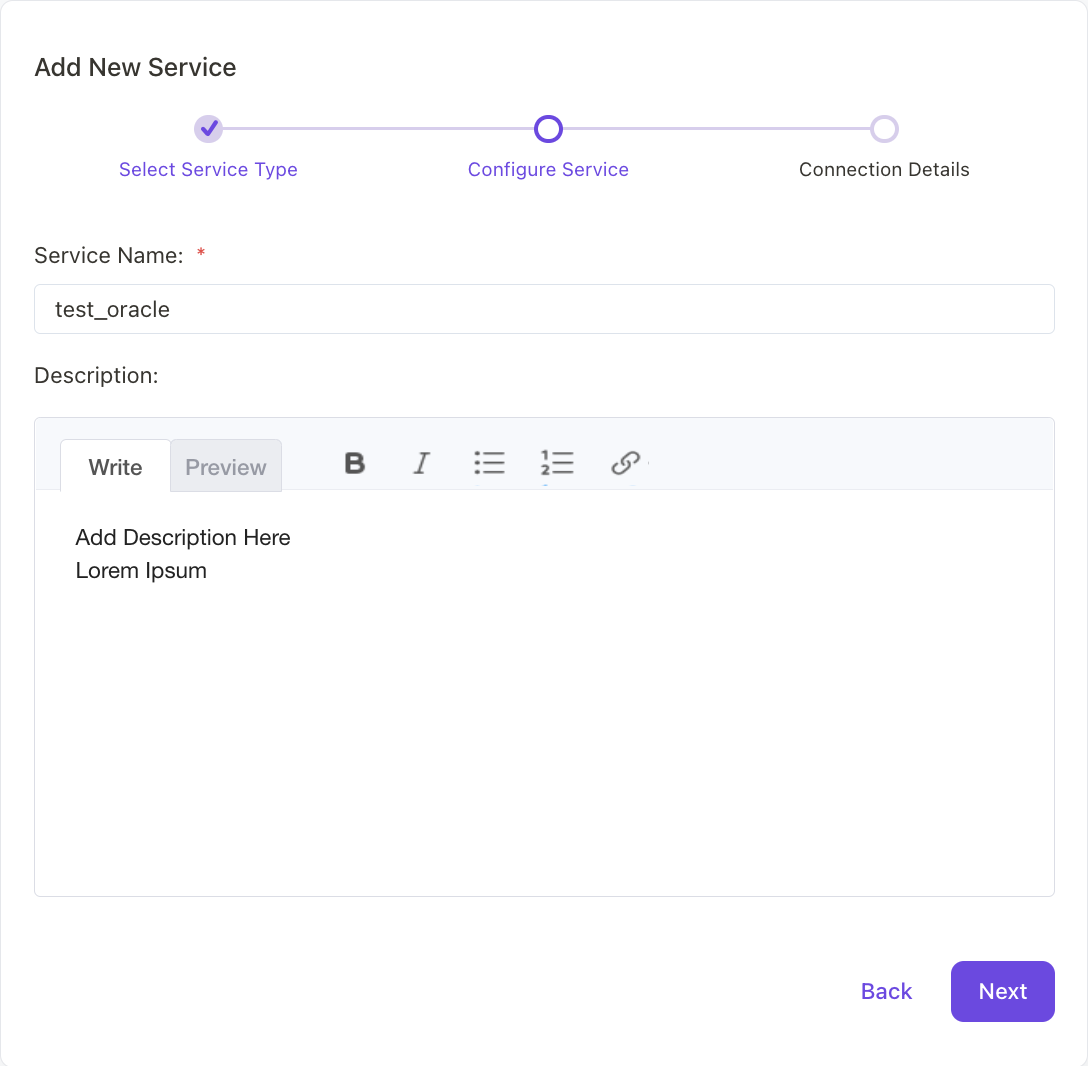 Add New Service
Select Service Type
Configure Service
Connection Details
Service Name: *
test_oracle
Description:
Write Preview B I
Add Description Here
Lorem Ipsum
Back Next